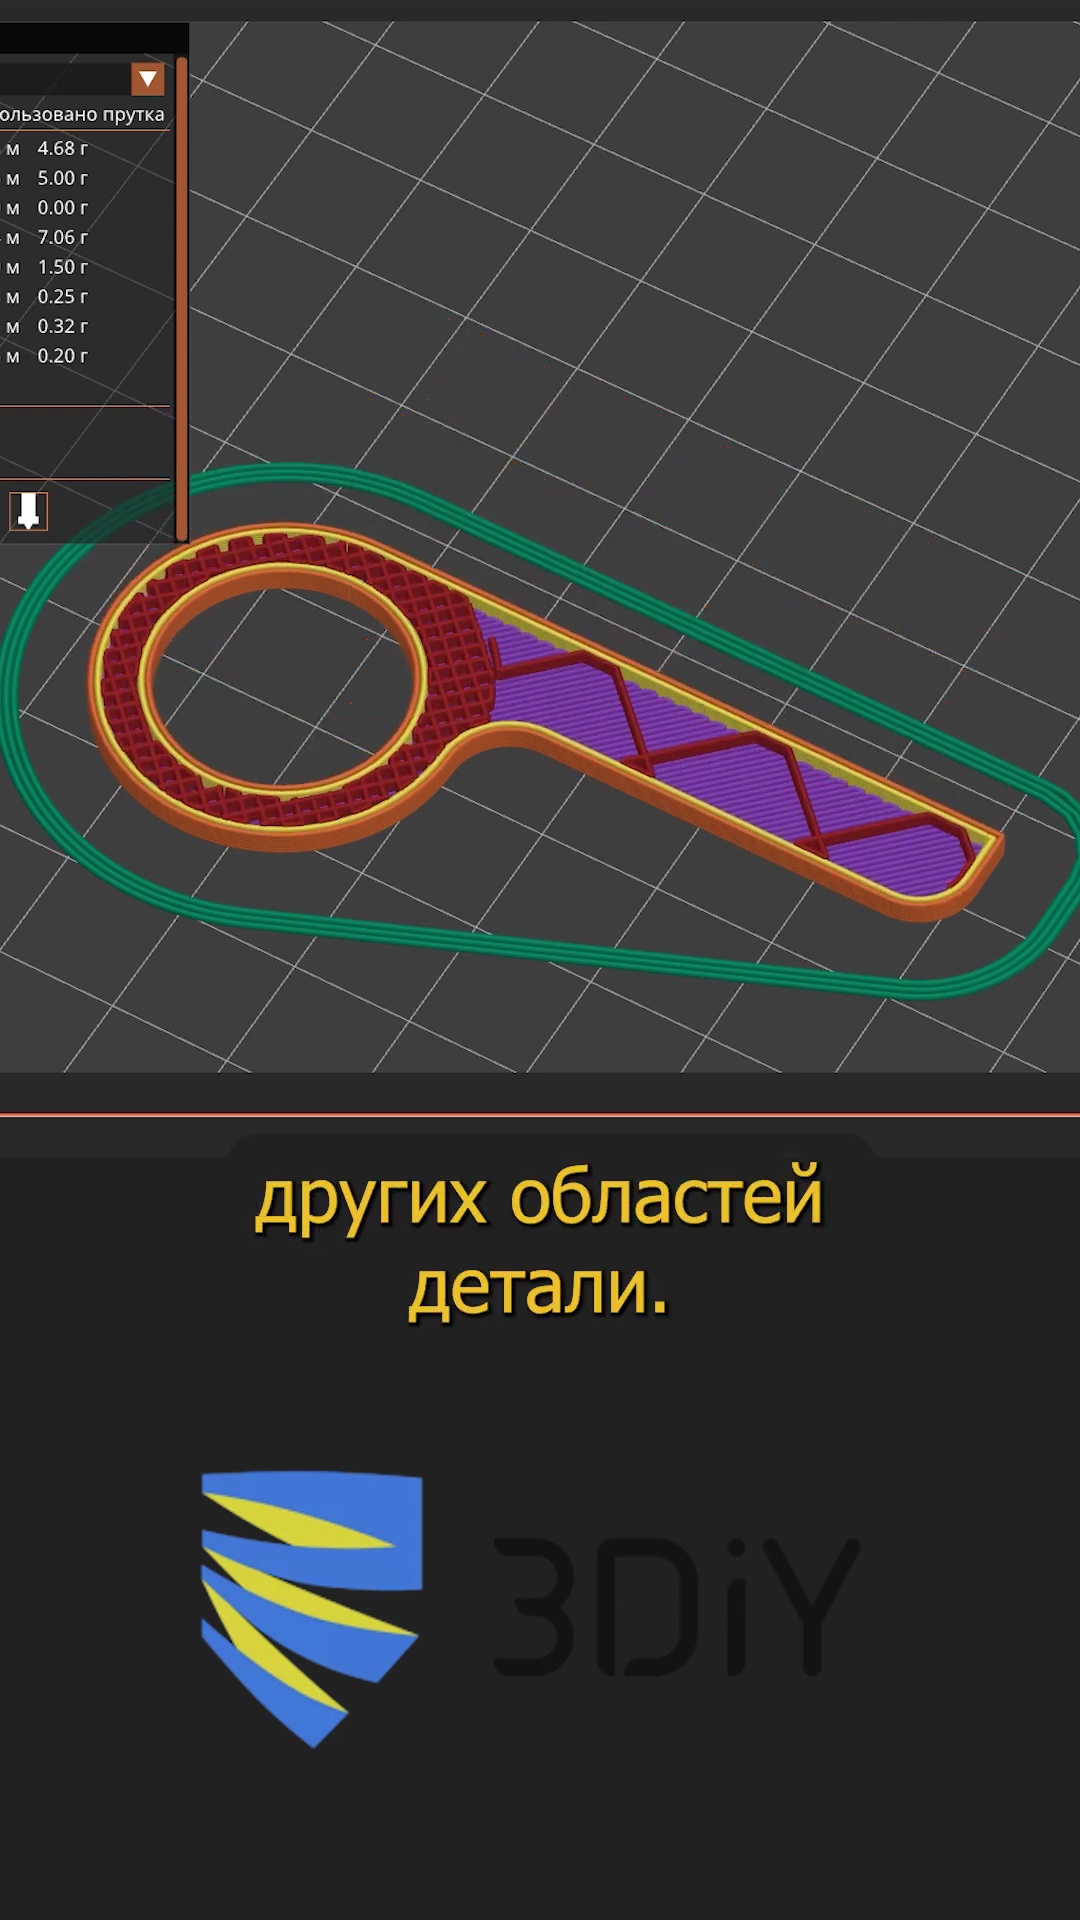 ользовано прутка
м 4.68 г
м 5.00 г
м 0.00 г
м 7.06 г
м 1.50 г
м 0.25 г
м 0.32 г
м 0.20 г
других областей
детали.
3DiY